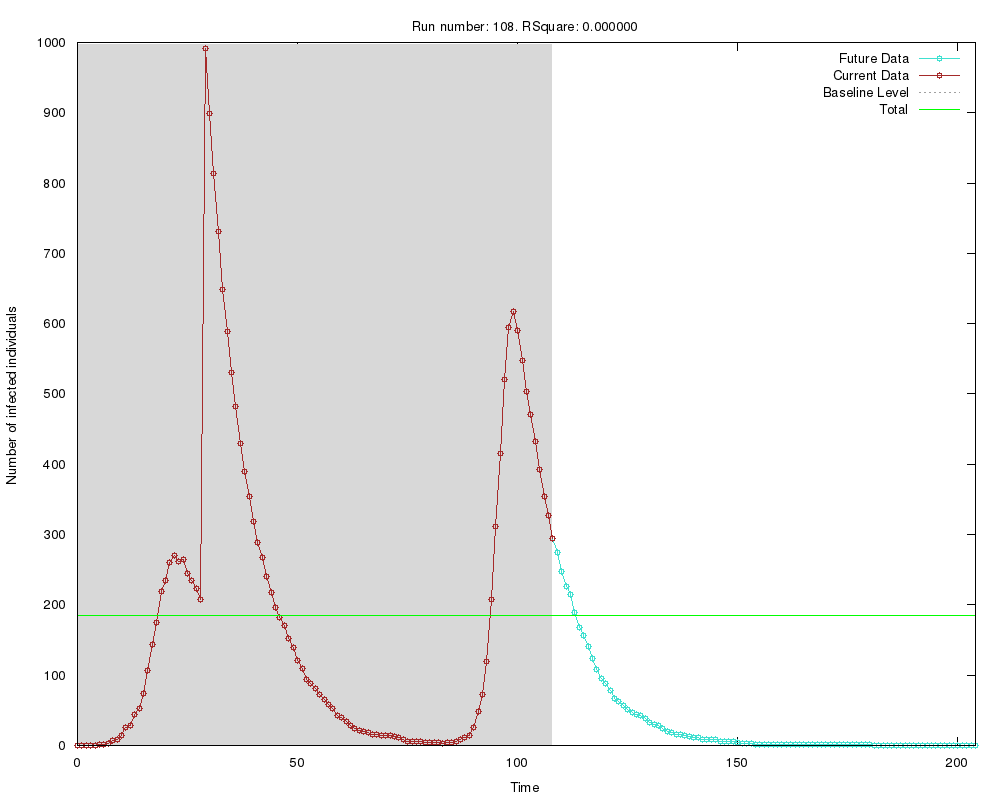 Run number: 108. RSquare: 0.000000
Future Data
Current Data
Baseline Level
Total
1000
900
800
700
600
500
400
300
200
100
0
Number of infected individuals
0 50 100 150 200
Time